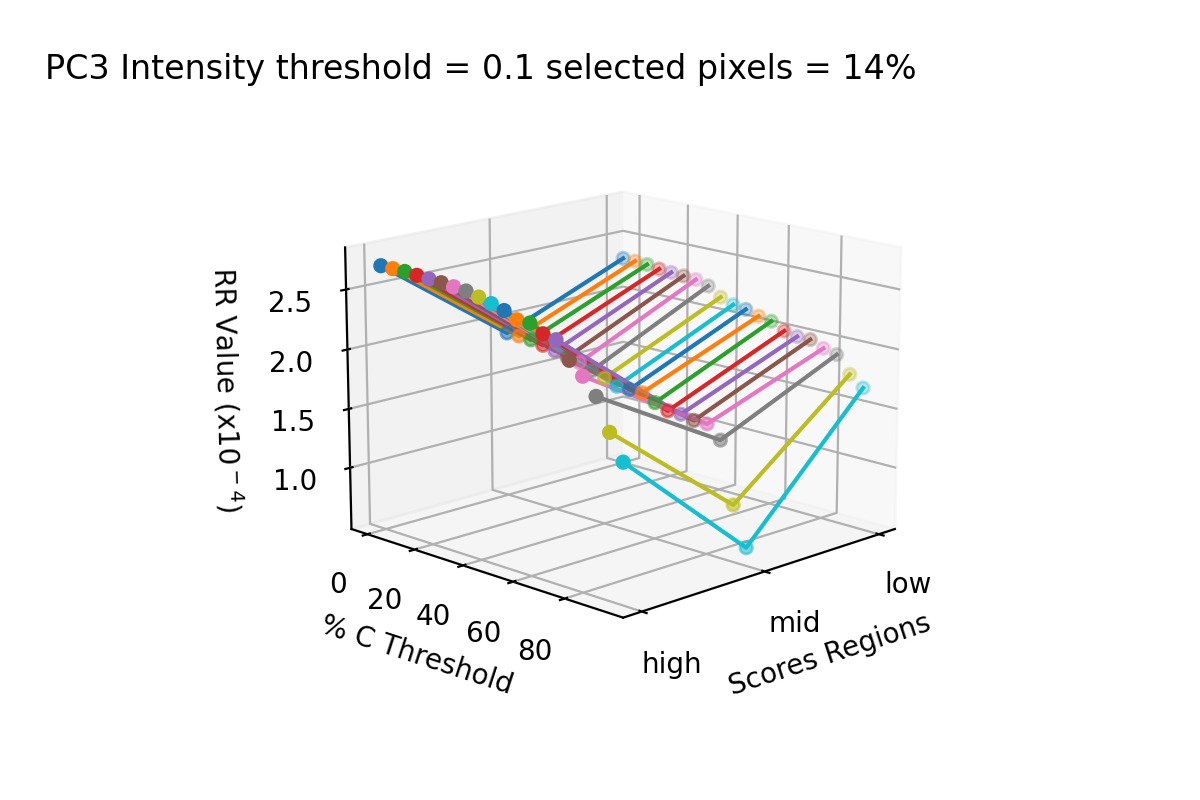 PC3 Intensity threshold = 0.1 selected pixels = 14%
RR Value (x10⁻⁴)
2.5
2.0
1.5
1.0
0
20
40
60
80
% C Threshold
high
mid
low
Scores Regions